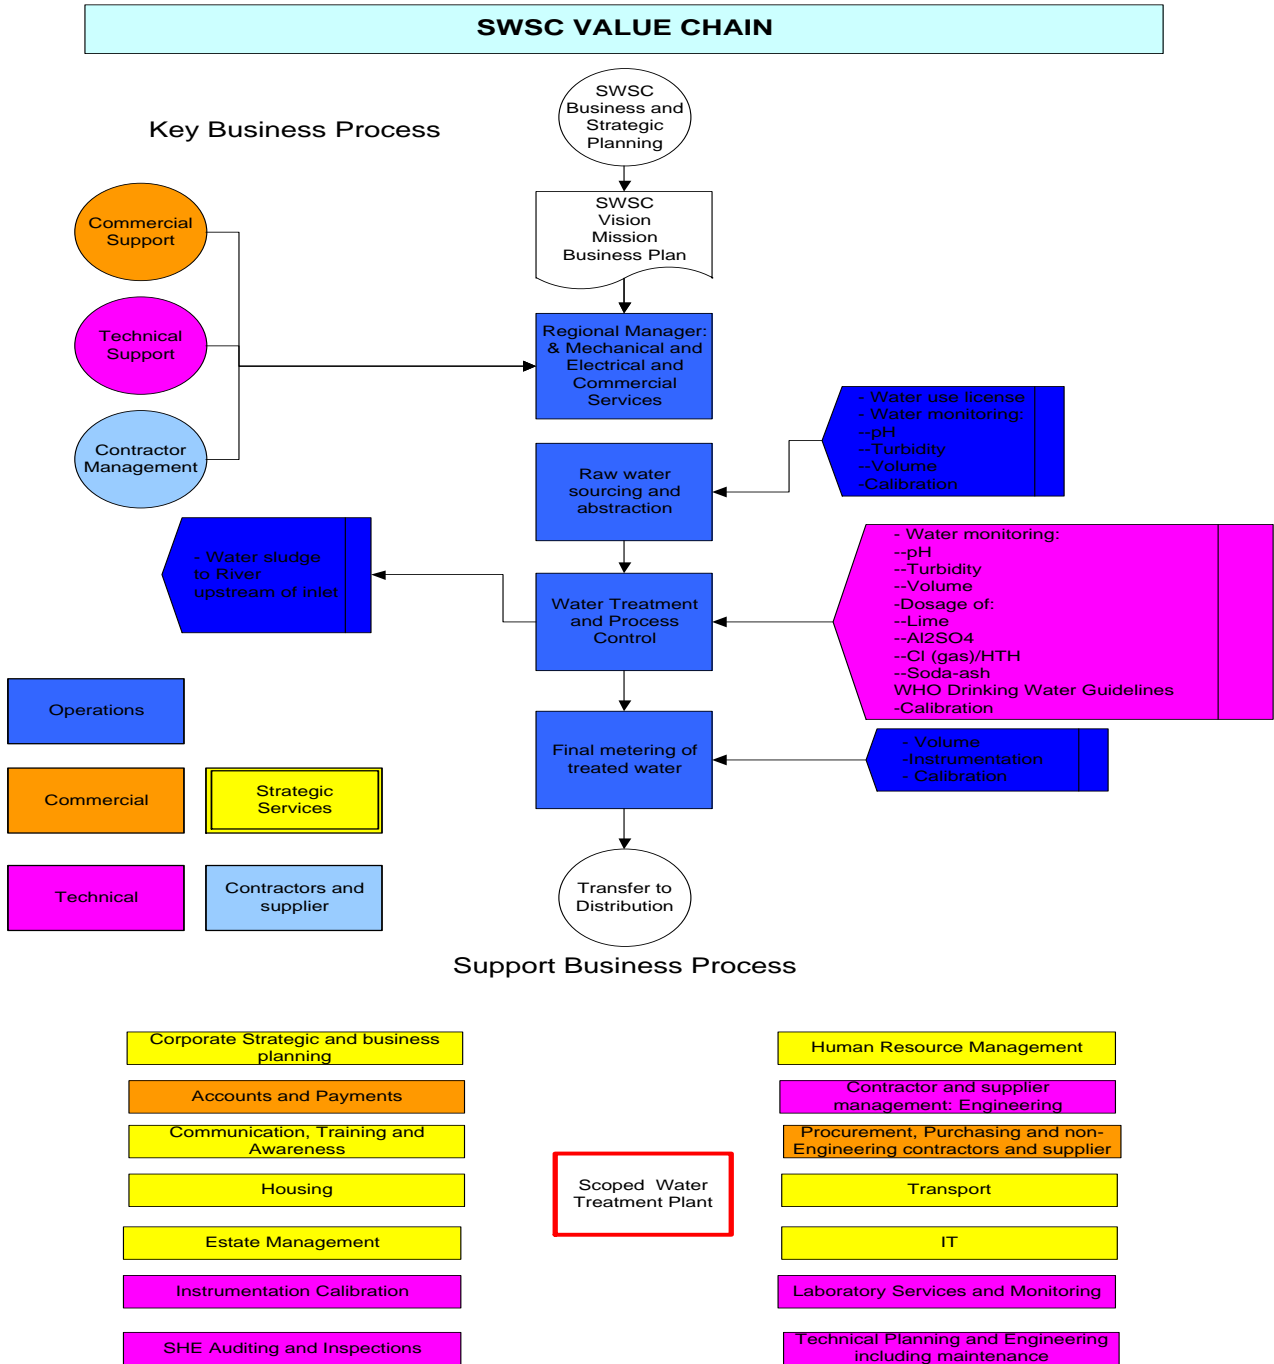 SWSC VALUE CHAIN
SWSC
Business and
Strategic
Planning
Key Business Process
SWSC
Vision
Mission
Business Plan
Commercial
Support
Technical
Support
Contractor
Management
Regional Manager:
& Mechanical and
Electrical and
Commercial
Services
- Water use license
- Water monitoring:
--pH
--Turbidity
--Volume
-Calibration
Raw water
sourcing and
abstraction
- Water sludge
to River
upstream of inlet
Water Treatment
and Process
Control
- Water monitoring:
--pH
--Turbidity
--Volume
-Dosage of:
--Lime
--Al2SO4
--Cl (gas)/HTH
--Soda-ash
WHO Drinking Water Guidelines
-Calibration
Final metering of
treated water
- Volume
-Instrumentation
- Calibration
Operations
Commercial
Strategic
Services
Technical
Contractors and
supplier
Transfer to
Distribution
Support Business Process
Corporate Strategic and business
planning
Accounts and Payments
Communication, Training and
Awareness
Housing
Estate Management
Instrumentation Calibration
SHE Auditing and Inspections
Scoped Water
Treatment Plant
Human Resource Management
Contractor and supplier
management: Engineering
Procurement, Purchasing and non-
Engineering contractors and supplier
Transport
IT
Laboratory Services and Monitoring
Technical Planning and Engineering
including maintenance